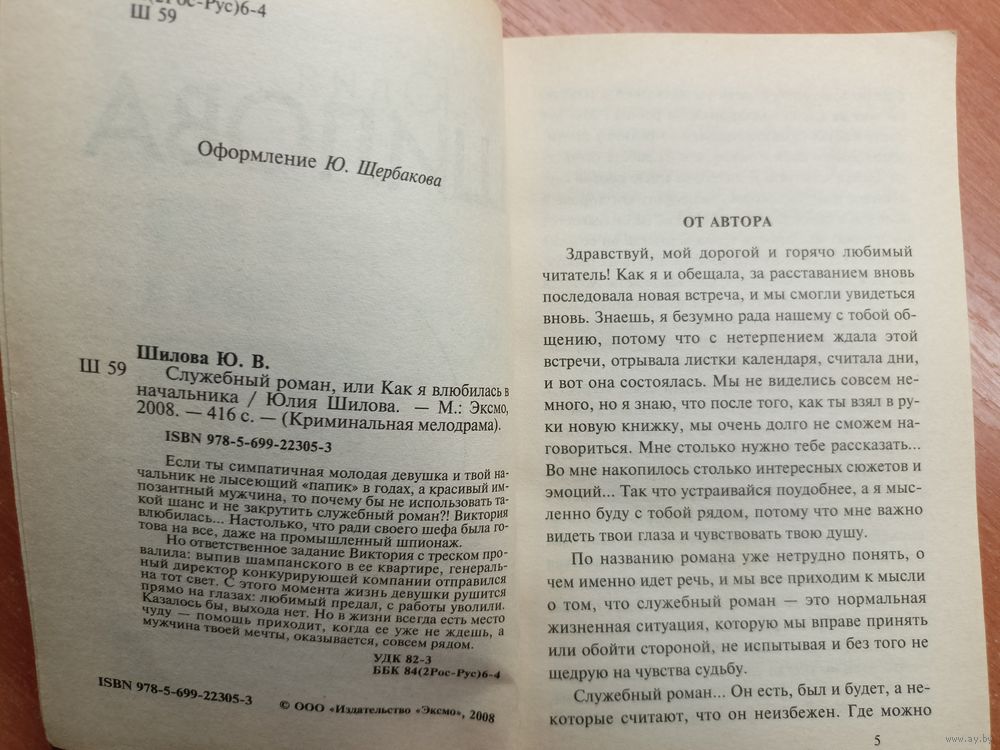 (2Рос-Рус)6-4
Ш 59
Оформление Ю. Щербакова
Шилова Ю. В.
Ш 59
Служебный роман, или Как я влюбилась в
начальника / Юлия Шилова. — М.: Эксмо,
2008. — 416 с. — (Криминальная мелодрама).
ISBN 978-5-699-22305-3
Если ты симпатичная молодая девушка и твой на-
чальник не лысеющий «папик» в годах, а красивый им-
позантный мужчина, то почему бы не использовать та-
кой шанс и не закрутить служебный роман?! Виктория
влюбилась... Настолько, что ради своего шефа была го-
това на все, даже на промышленный шпионаж.
Но ответственное задание Виктория с треском про-
валила: выпив шампанского в ее квартире, генераль-
ный директор конкурирующей компании отправился
на тот свет. С этого момента жизнь девушки рушится
прямо на глазах: любимый предал, с работы уволили.
Казалось бы, выхода нет. Но в жизни всегда есть место
чуду — помощь приходит, когда ее уже не ждешь, а
мужчина твоей мечты, оказывается, совсем рядом.
УДК 82-3
ББК 84(2Рос-Рус)6-4
ISBN 978-5-699-22305-3
© ООО «Издательство «Эксмо», 2008
ОТ АВТОРА
Здравствуй, мой дорогой и горячо любимый
читатель! Как я и обещала, за расставанием вновь
последовала новая встреча, и мы смогли увидеться
вновь. Знаешь, я безумно рада нашему с тобой об-
щению, потому что с нетерпением ждала этой
встречи, отрывала листки календаря, считала дни,
и вот она состоялась. Мы не виделись совсем не-
много, но я знаю, что после того, как ты взял в ру-
ки новую книжку, мы очень долго не сможем на-
говориться. Мне столько нужно тебе рассказать...
Во мне накопилось столько интересных сюжетов и
эмоций... Так что устраивайся поудобнее, а я мыс-
ленно буду с тобой рядом, потому что мне важно
видеть твои глаза и чувствовать твою душу.
По названию романа уже нетрудно понять, о
чем именно идет речь, и мы все приходим к мысли
о том, что служебный роман — это нормальная
жизненная ситуация, которую мы вправе принять
или обойти стороной, не испытывая и без того не
щедрую на чувства судьбу.
Служебный роман... Он есть, был и будет, а не-
которые считают, что он неизбежен. Где можно
5
www.ay.by